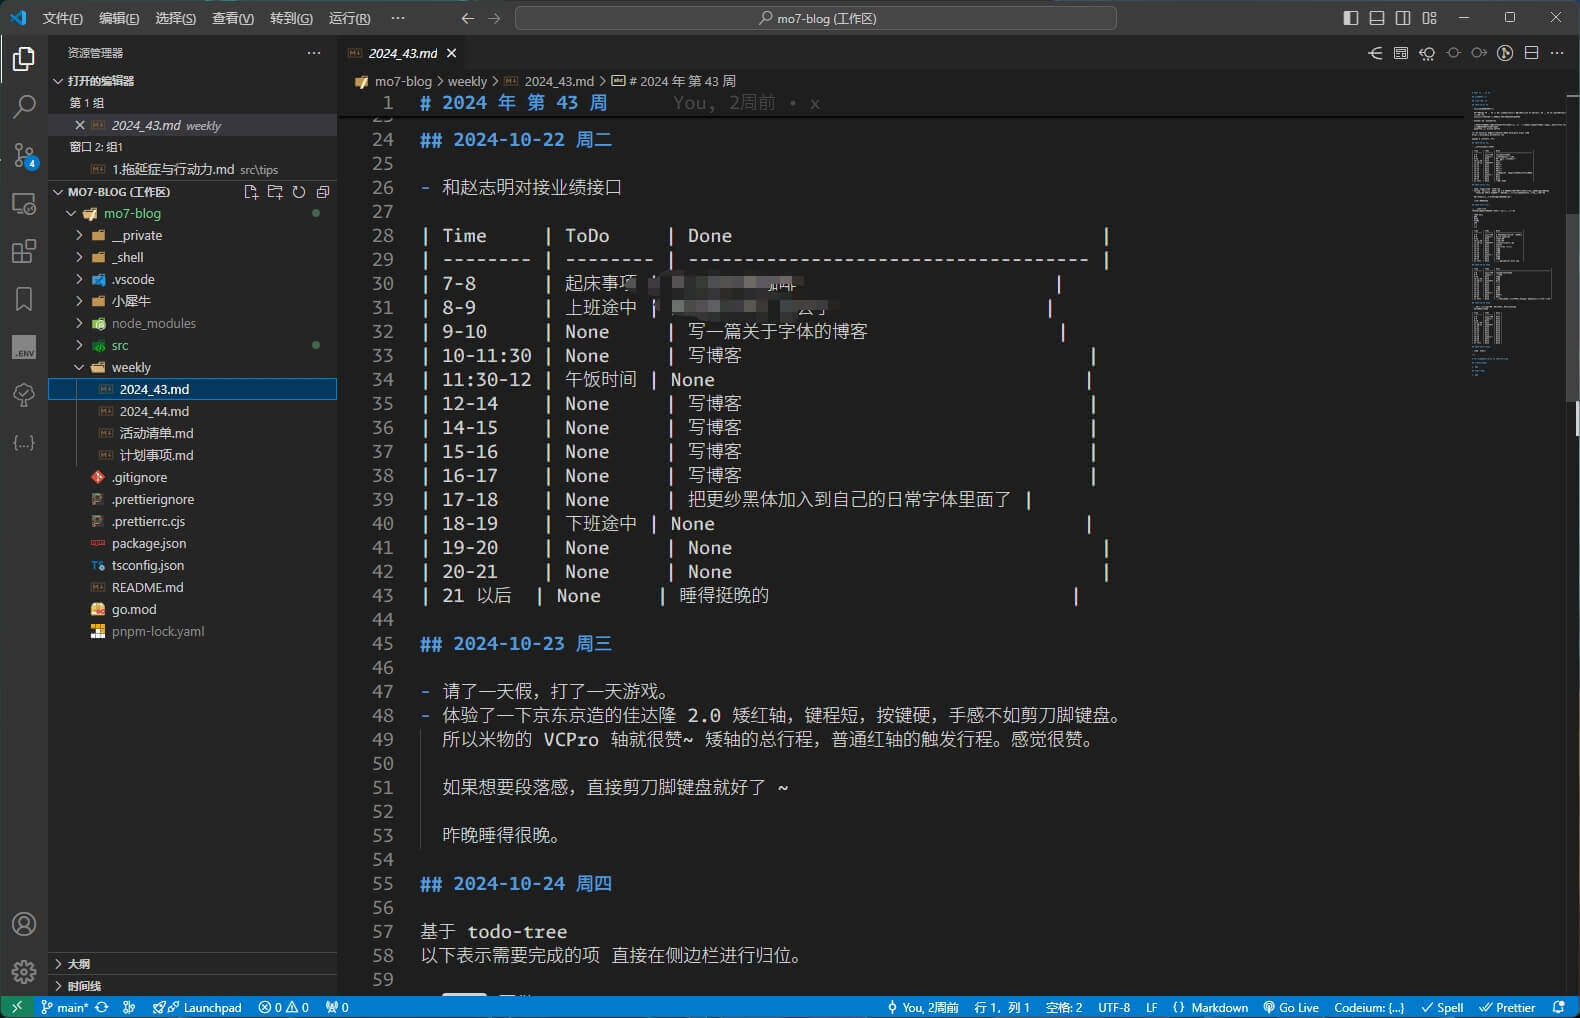 文件(F) 编辑(E) 选择(S) 查看(V) 转到(G) 运行(R) ··· mo7-blog (工作区)
资源管理器 ···
打开的编辑器
第 1 组
2024_43.md weekly
窗口 2: 组1
1.拖延症与行动力.md src\tips
MO7-BLOG (工作区)
mo7-blog
__private
_shell
.vscode
小犀牛
node_modules
src
weekly
2024_43.md
2024_44.md
活动清单.md
计划事项.md
.gitignore
.prettierignore
.prettierrc.cjs
package.json
tsconfig.json
README.md
go.mod
pnpm-lock.yaml
大纲
时间线
4
.ENV
{...}
2024_43.md
mo7-blog > weekly > 2024_43.md > # 2024 年 第 43 周
1 # 2024 年 第 43 周 You, 2周前 • x
24 ## 2024-10-22 周二
25
26 - 和赵志明对接业绩接口
27
28 | Time | ToDo | Done |
29 | -------- | -------- | ------------------------------------ |
30 | 7-8 | 起床事项 | 咖啡 |
31 | 8-9 | 上班途中 | |
32 | 9-10 | None | 写一篇关于字体的博客 |
33 | 10-11:30 | None | 写博客 |
34 | 11:30-12 | 午饭时间 | None |
35 | 12-14 | None | 写博客 |
36 | 14-15 | None | 写博客 |
37 | 15-16 | None | 写博客 |
38 | 16-17 | None | 写博客 |
39 | 17-18 | None | 把更纱黑体加入到自己的日常字体里面了 |
40 | 18-19 | 下班途中 | None |
41 | 19-20 | None | None |
42 | 20-21 | None | None |
43 | 21 以后 | None | 睡得挺晚的 |
44
45 ## 2024-10-23 周三
46
47 - 请了一天假，打了一天游戏。
48 - 体验了一下京东京造的佳达隆 2.0 矮红轴，键程短，按键硬，手感不如剪刀脚键盘。
49 所以米物的 VCPro 轴就很赞~ 矮轴的总行程，普通红轴的触发行程。感觉很赞。
50
51 如果想要段落感，直接剪刀脚键盘就好了 ~
52
53 昨晚睡得很晚。
54
55 ## 2024-10-24 周四
56
57 基于 todo-tree
58 以下表示需要完成的项 直接在侧边栏进行归位。
59
main* Launchpad 0 0 0 You, 2周前 行 1，列 1 空格: 2 UTF-8 LF {} Markdown Go Live Codeium: {...} Spell Prettier